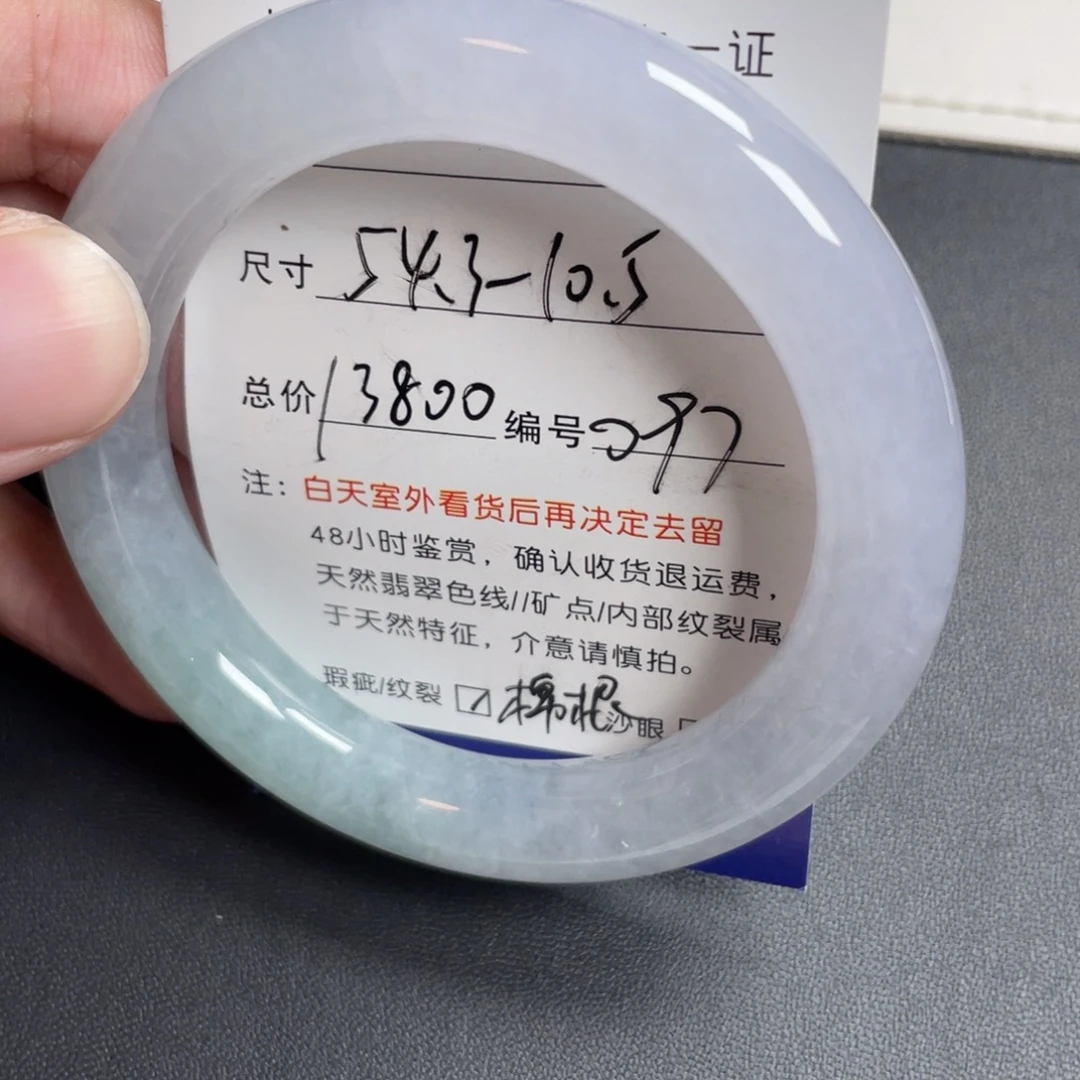 一证
尺寸 54.3-10.5
总价 13800 编号 297
注：白天室外看货后再决定去留
48小时鉴赏，确认收货退运费，
天然翡翠色线//矿点/内部纹裂属
于天然特征，介意请慎拍。
瑕疵/纹裂 ☑ 棉根 沙眼